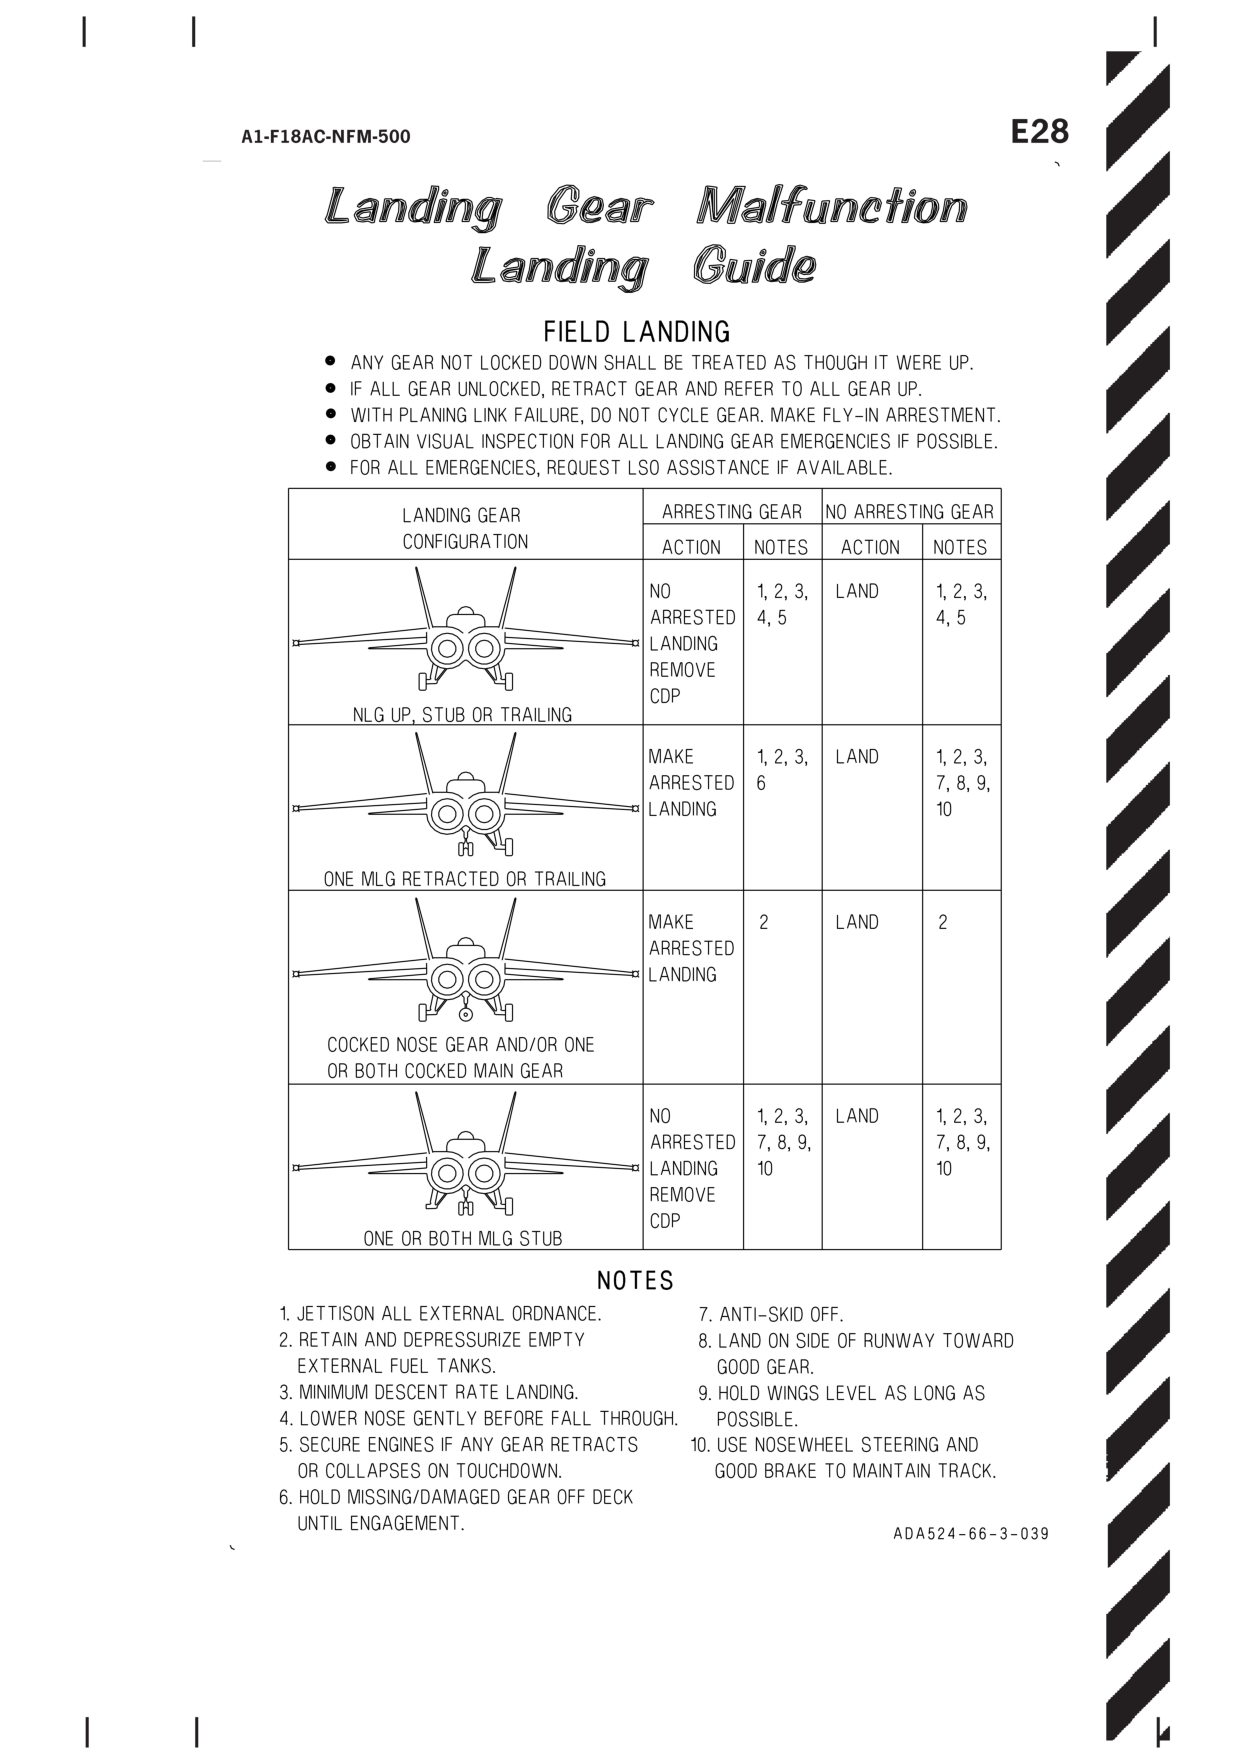 A1-F18AC-NFM-500
E28
Landing Gear Malfunction
Landing Guide
FIELD LANDING
● ANY GEAR NOT LOCKED DOWN SHALL BE TREATED AS THOUGH IT WERE UP.
● IF ALL GEAR UNLOCKED, RETRACT GEAR AND REFER TO ALL GEAR UP.
● WITH PLANING LINK FAILURE, DO NOT CYCLE GEAR. MAKE FLY-IN ARRESTMENT.
● OBTAIN VISUAL INSPECTION FOR ALL LANDING GEAR EMERGENCIES IF POSSIBLE.
● FOR ALL EMERGENCIES, REQUEST LSO ASSISTANCE IF AVAILABLE.
LANDING GEAR
CONFIGURATION
ARRESTING GEAR
NO ARRESTING GEAR
ACTION
NOTES
ACTION
NOTES
NLG UP, STUB OR TRAILING
NO
ARRESTED
LANDING
REMOVE
CDP
1, 2, 3,
4, 5
LAND
1, 2, 3,
4, 5
ONE MLG RETRACTED OR TRAILING
MAKE
ARRESTED
LANDING
1, 2, 3,
6
LAND
1, 2, 3,
7, 8, 9,
10
COCKED NOSE GEAR AND/OR ONE
OR BOTH COCKED MAIN GEAR
MAKE
ARRESTED
LANDING
2
LAND
2
ONE OR BOTH MLG STUB
NO
ARRESTED
LANDING
REMOVE
CDP
1, 2, 3,
7, 8, 9,
10
LAND
1, 2, 3,
7, 8, 9,
10
NOTES
1. JETTISON ALL EXTERNAL ORDNANCE.
2. RETAIN AND DEPRESSURIZE EMPTY
EXTERNAL FUEL TANKS.
3. MINIMUM DESCENT RATE LANDING.
4. LOWER NOSE GENTLY BEFORE FALL THROUGH.
5. SECURE ENGINES IF ANY GEAR RETRACTS
OR COLLAPSES ON TOUCHDOWN.
6. HOLD MISSING/DAMAGED GEAR OFF DECK
UNTIL ENGAGEMENT.
7. ANTI-SKID OFF.
8. LAND ON SIDE OF RUNWAY TOWARD
GOOD GEAR.
9. HOLD WINGS LEVEL AS LONG AS
POSSIBLE.
10. USE NOSEWHEEL STEERING AND
GOOD BRAKE TO MAINTAIN TRACK.
ADA524-66-3-039